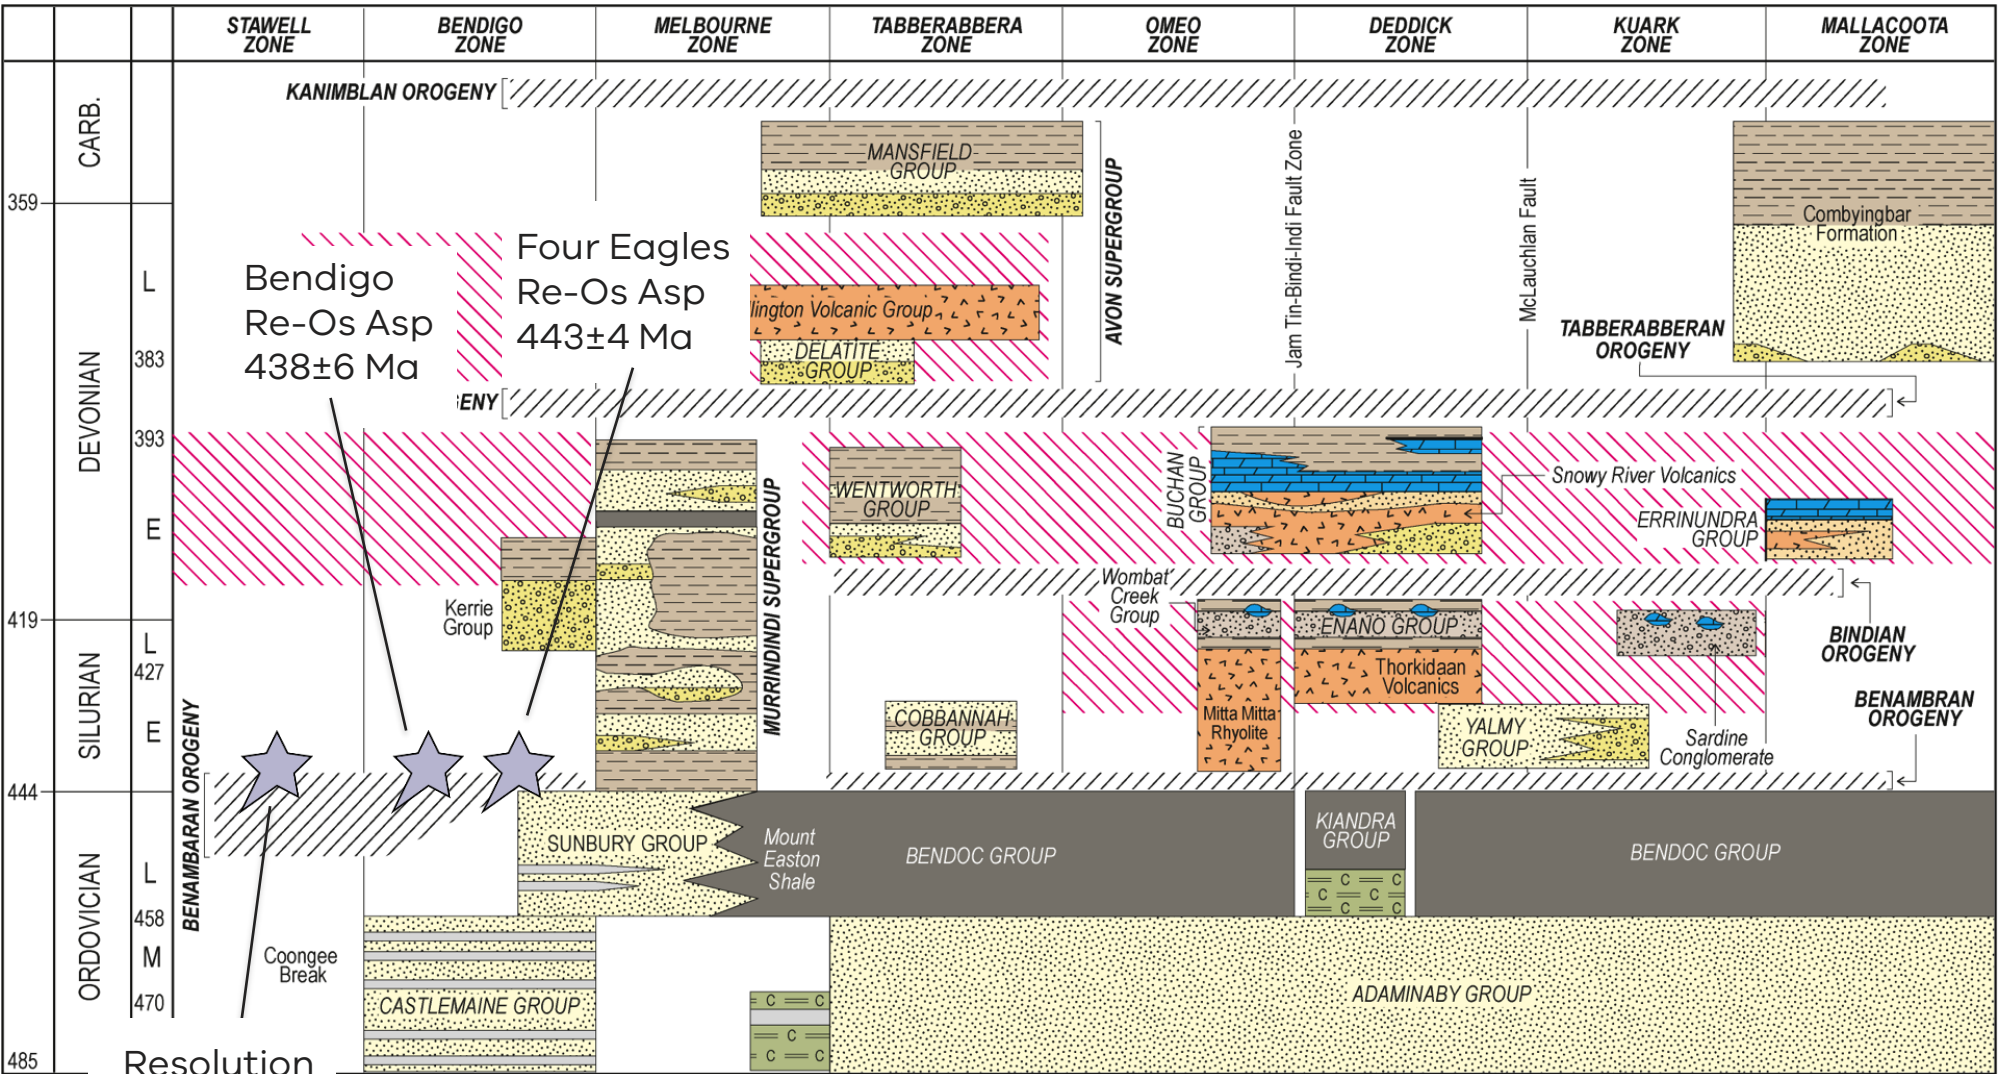 STAWELL
ZONE
BENDIGO
ZONE
MELBOURNE
ZONE
TABBERABBERA
ZONE
OMEO
ZONE
DEDDICK
ZONE
KUARK
ZONE
MALLACOOTA
ZONE
CARB.
359
DEVONIAN
L
383
393
E
419
SILURIAN
L
427
E
444
ORDOVICIAN
L
458
M
470
485
KANIMBLAN OROGENY
MANSFIELD
GROUP
AVON SUPERGROUP
Jam Tin-Bindi-Indi Fault Zone
McLauchlan Fault
Combyingbar
Formation
Bendigo
Re-Os Asp
438±6 Ma
Four Eagles
Re-Os Asp
443±4 Ma
lington Volcanic Group
DELATITE
GROUP
TABBERABBERAN
OROGENY
GENY
WENTWORTH
GROUP
BUCHAN
GROUP
Snowy River Volcanics
ERRINUNDRA
GROUP
MURRINDINDI SUPERGROUP
Kerrie
Group
Wombat
Creek
Group
ENANO GROUP
Thorkidaan
Volcanics
BINDIAN
OROGENY
COBBANNAH
GROUP
Mitta Mitta
Rhyolite
YALMY
GROUP
Sardine
Conglomerate
BENAMBRAN
OROGENY
BENAMBARAN OROGENY
SUNBURY GROUP
Mount
Easton
Shale
BENDOC GROUP
KIANDRA
GROUP
C C
C C
C C
BENDOC GROUP
Coongee
Break
CASTLEMAINE GROUP
C C
C
C C
ADAMINABY GROUP
Resolution